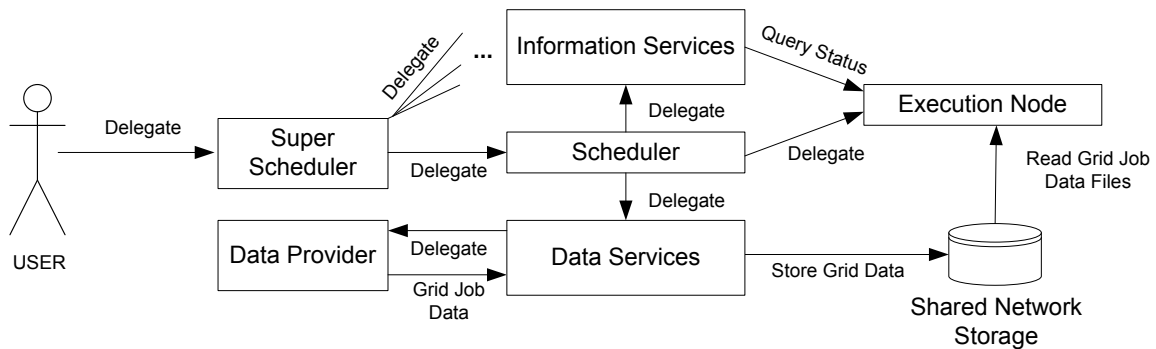 Delegate
...
Information Services
Query Status
Execution Node
Delegate
Super
Scheduler
Delegate
Scheduler
Delegate
Delegate
Read Grid Job
Data Files
Delegate
USER
Data Provider
Delegate
Grid Job
Data
Data Services
Store Grid Data
Shared Network
Storage